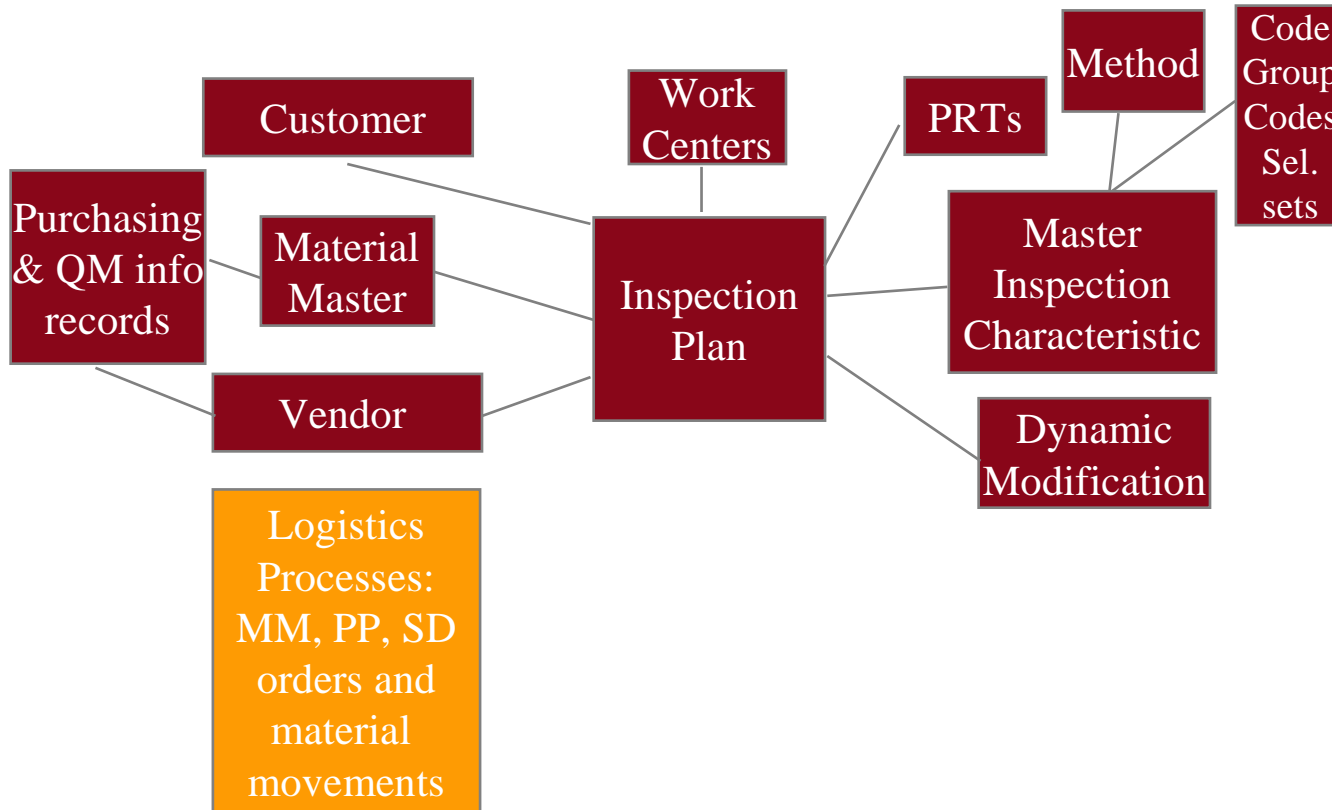 Customer
Work
Centers
PRTs
Method
Code
Group
Codes
Sel.
sets
Purchasing
& QM info
records
Material
Master
Inspection
Plan
Master
Inspection
Characteristic
Vendor
Dynamic
Modification
Logistics
Processes:
MM, PP, SD
orders and
material
movements